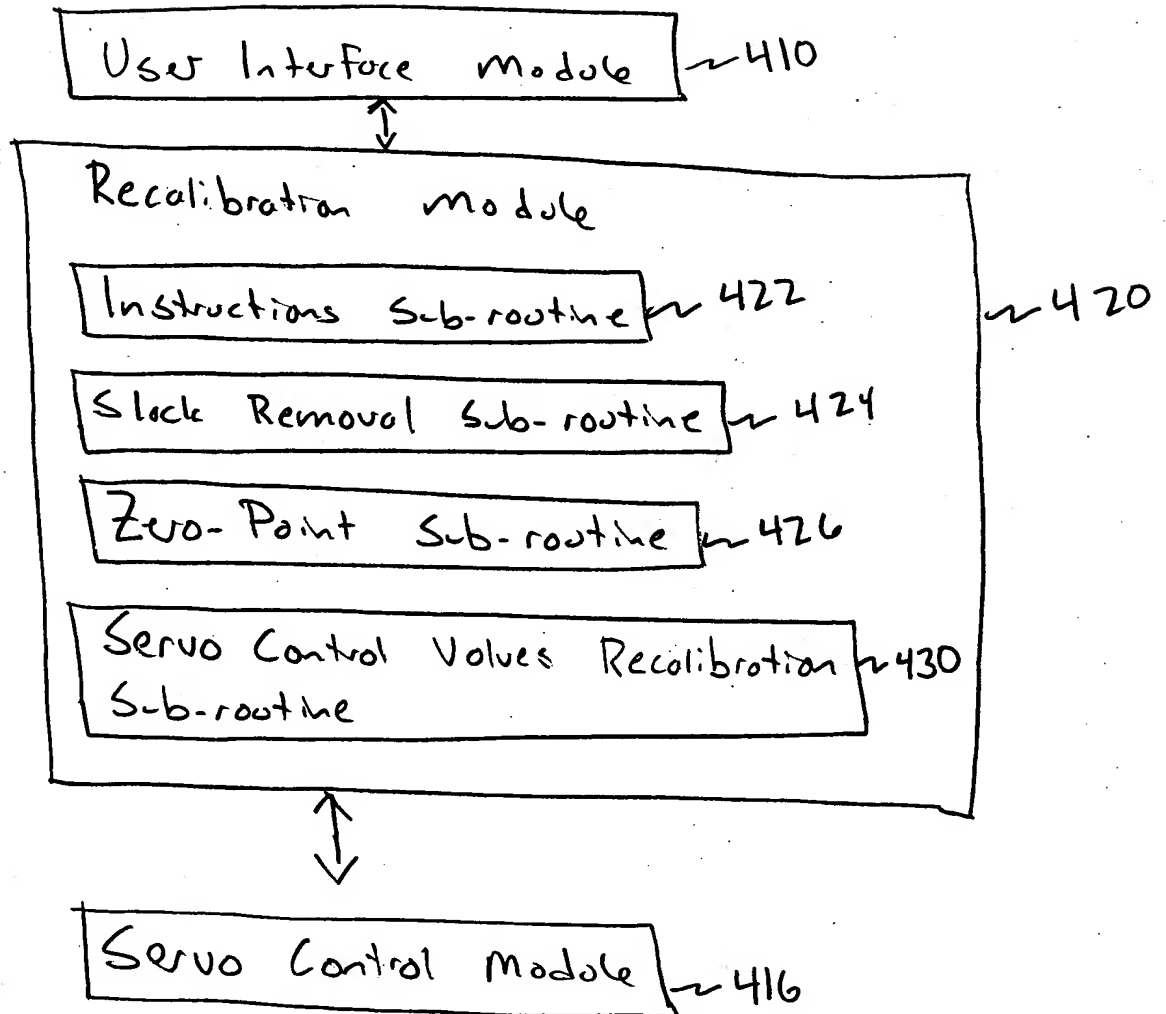 User Interface Module 410
Recalibration Module
Instructions Sub-routine 422
420
Slack Removal Sub-routine 424
Zero-Point Sub-routine 426
Servo Control Values Recalibration 430
Sub-routine
Servo Control Module 416